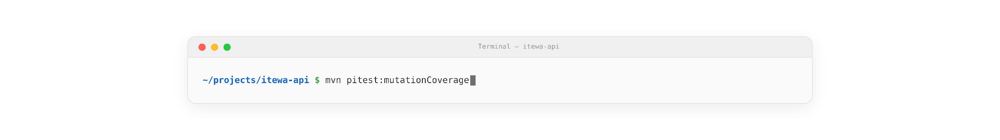 Terminal — itewa-api
~/projects/itewa-api $ mvn pitest:mutationCoverage